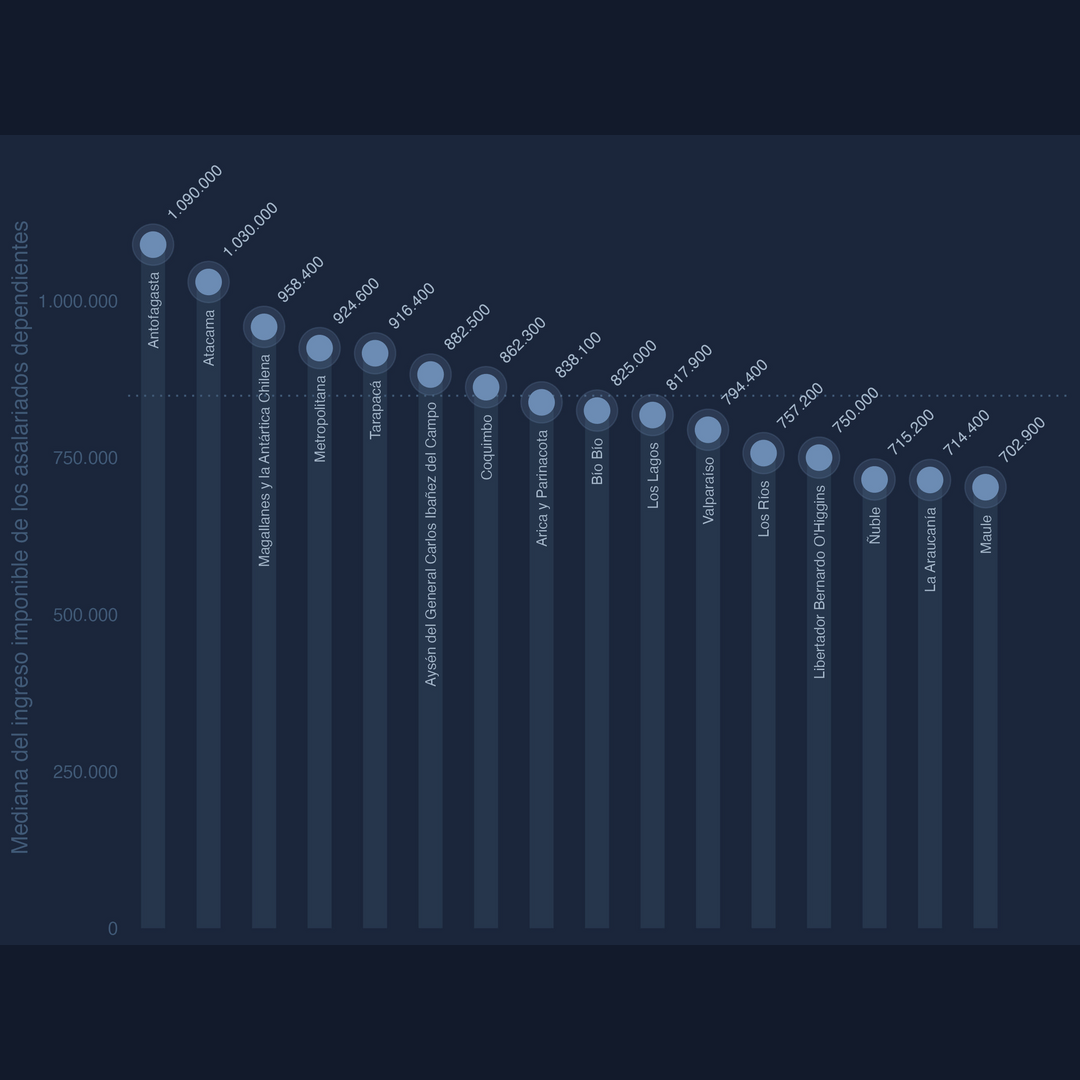 Mediana del ingreso imponible de los asalariados dependientes
1.000.000
750.000
500.000
250.000
0
1.090.000
Antofagasta
1.030.000
Atacama
958.400
Magallanes y la Antártica Chilena
924.600
Metropolitana
916.400
Tarapacá
882.500
Aysén del General Carlos Ibañez del Campo
862.300
Coquimbo
838.100
Arica y Parinacota
825.000
Bio Bío
817.900
Los Lagos
794.400
Valparaíso
757.200
Los Ríos
750.000
Libertador Bernardo O'Higgins
715.200
Ñuble
714.400
La Araucanía
702.900
Maule